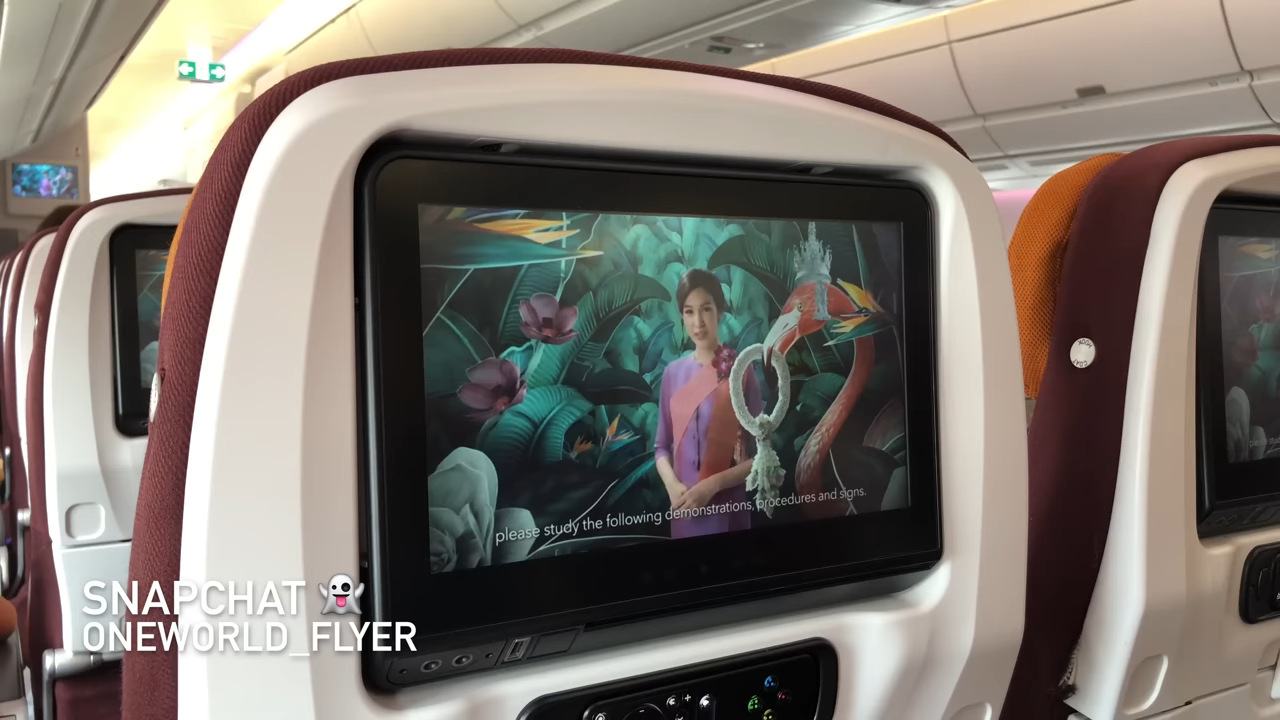 please study the following demonstrations, procedures and signs.
SNAPCHAT 👻
ONEWORLD_FLYER